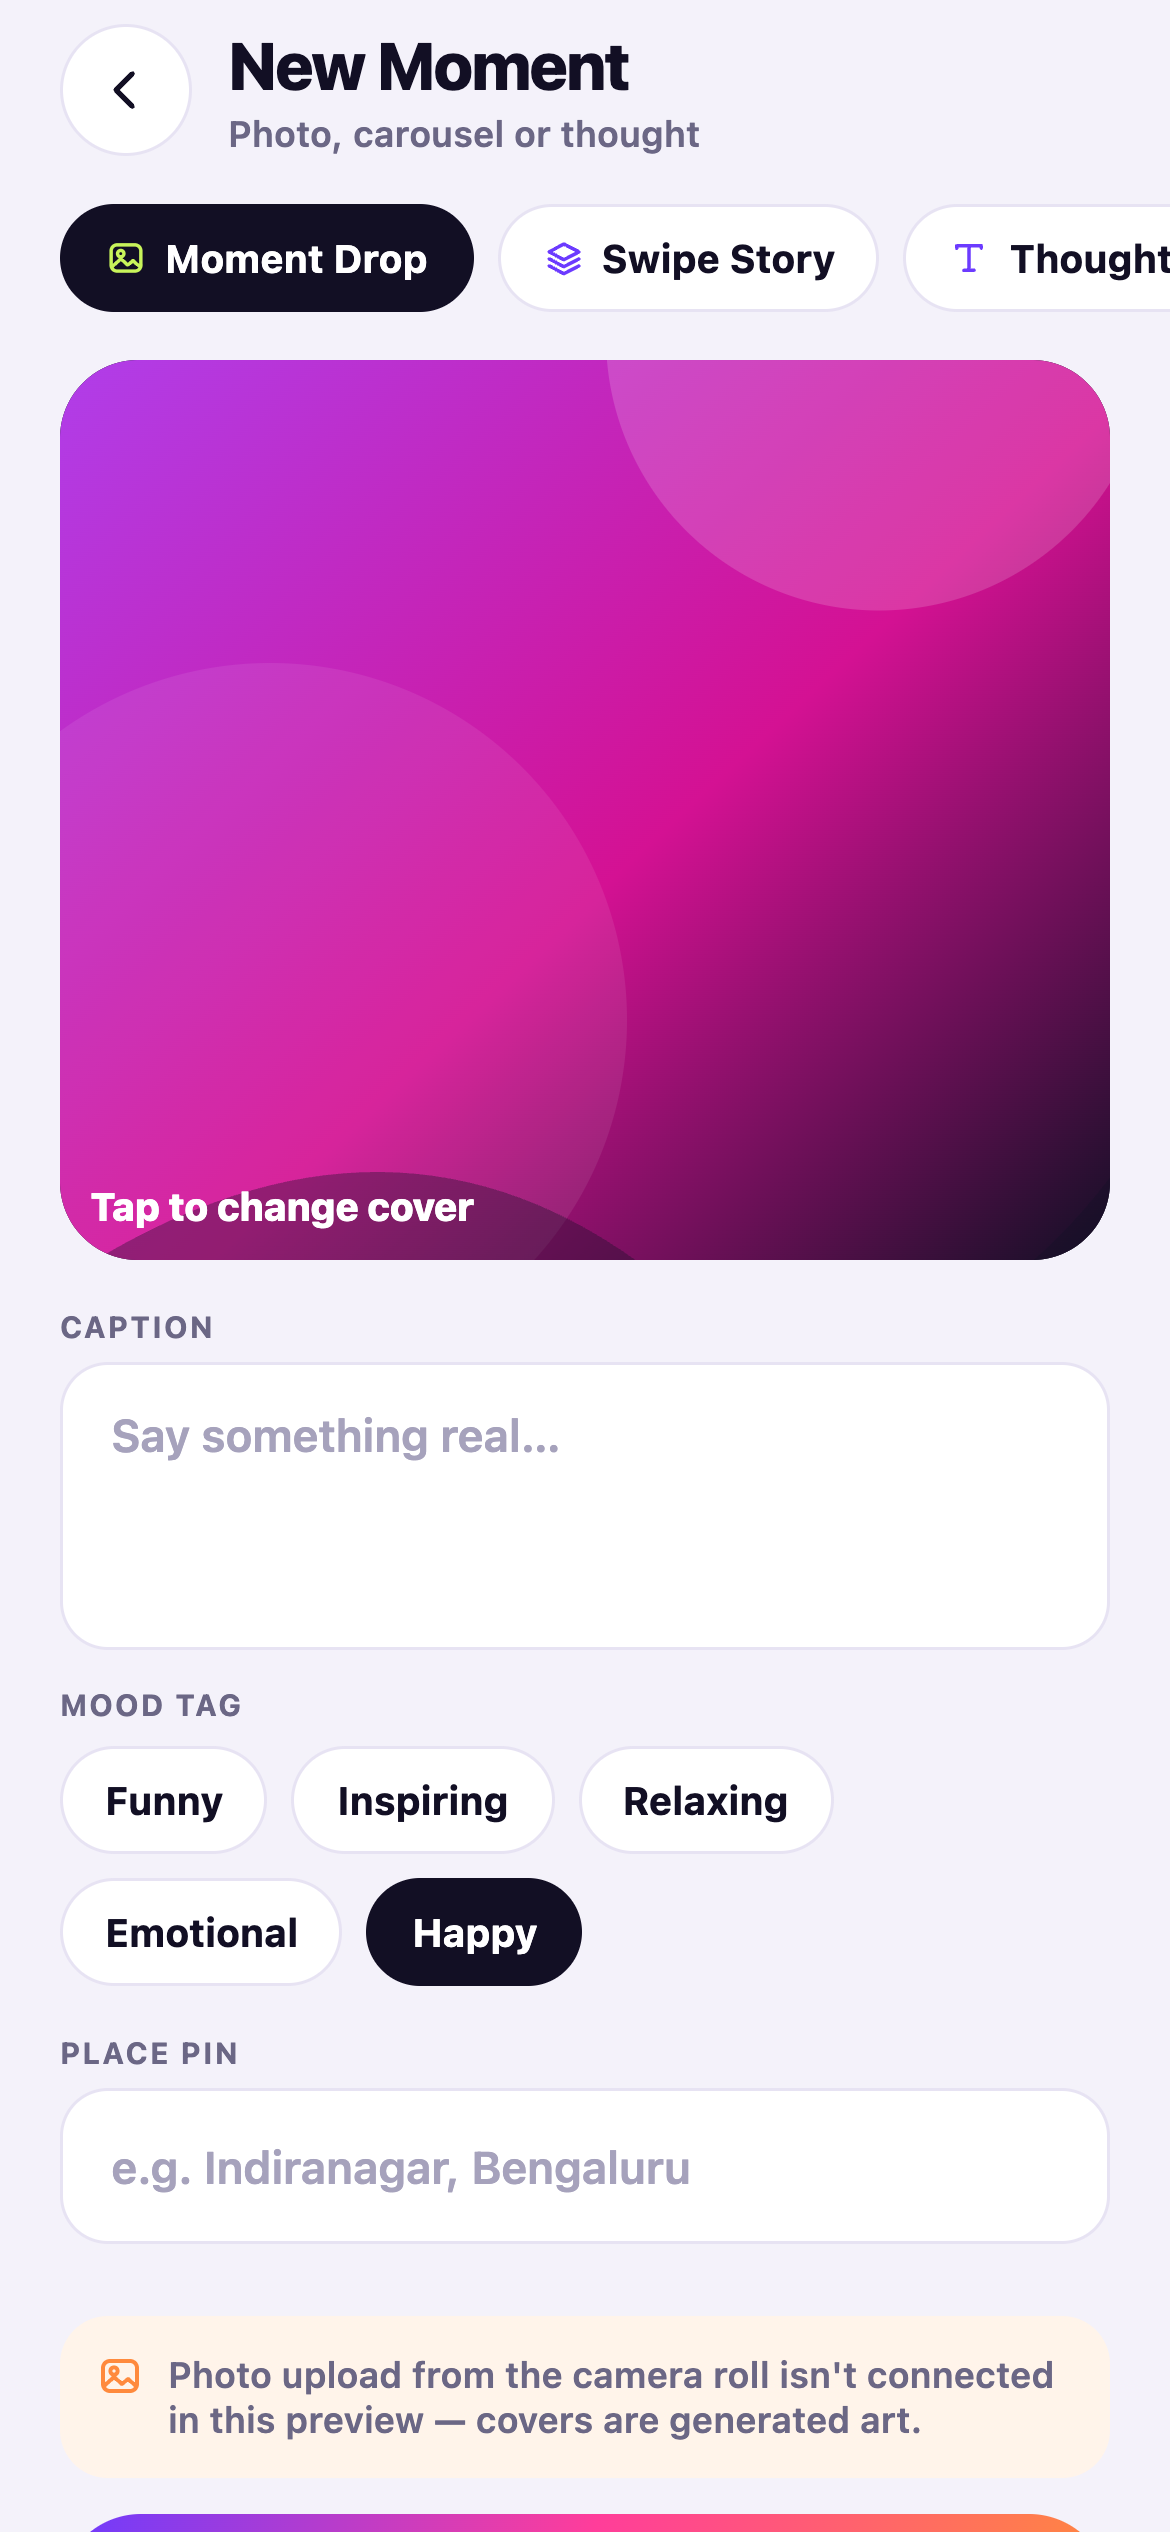 New Moment
Photo, carousel or thought
Moment Drop
Swipe Story
Thought
Tap to change cover
CAPTION
Say something real...
MOOD TAG
Funny
Inspiring
Relaxing
Emotional
Happy
PLACE PIN
e.g. Indiranagar, Bengaluru
Photo upload from the camera roll isn't connected
in this preview — covers are generated art.